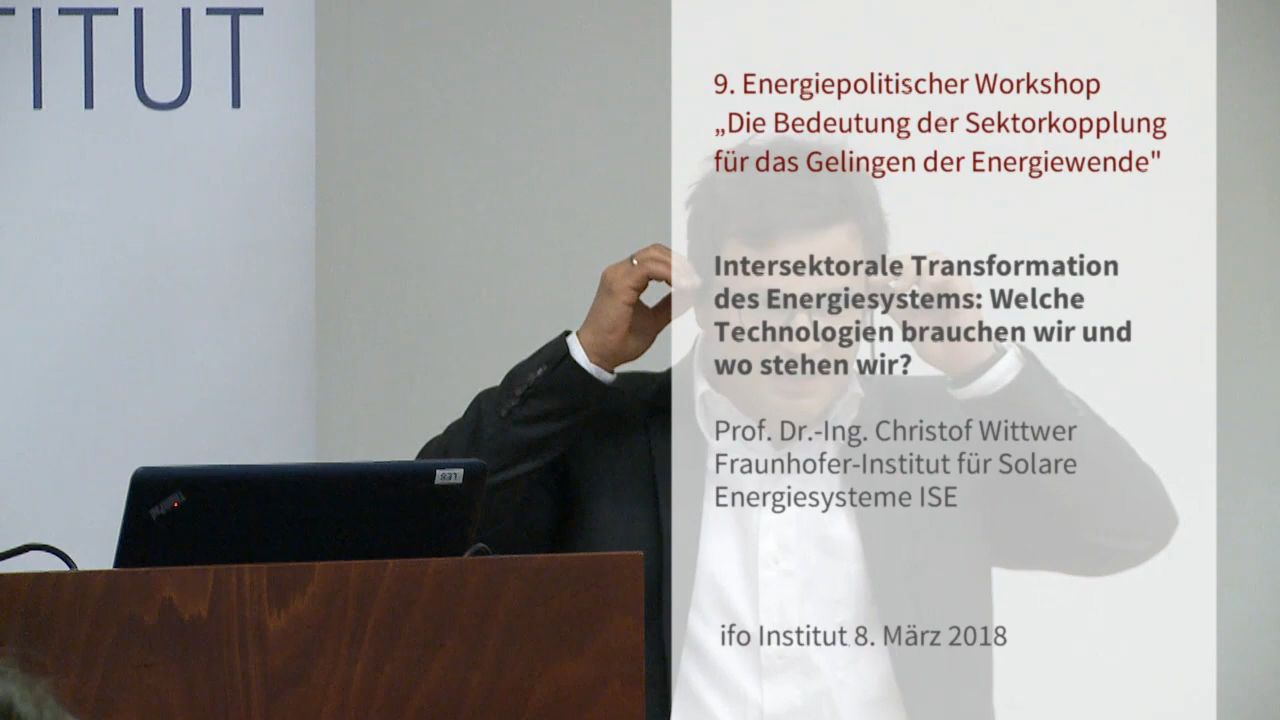 TITUT
9. Energiepolitischer Workshop
„Die Bedeutung der Sektorkopplung
für das Gelingen der Energiewende"
Intersektorale Transformation
des Energiesystems: Welche
Technologien brauchen wir und
wo stehen wir?
Prof. Dr.-Ing. Christof Wittwer
Fraunhofer-Institut für Solare
Energiesysteme ISE
ifo Institut 8. März 2018